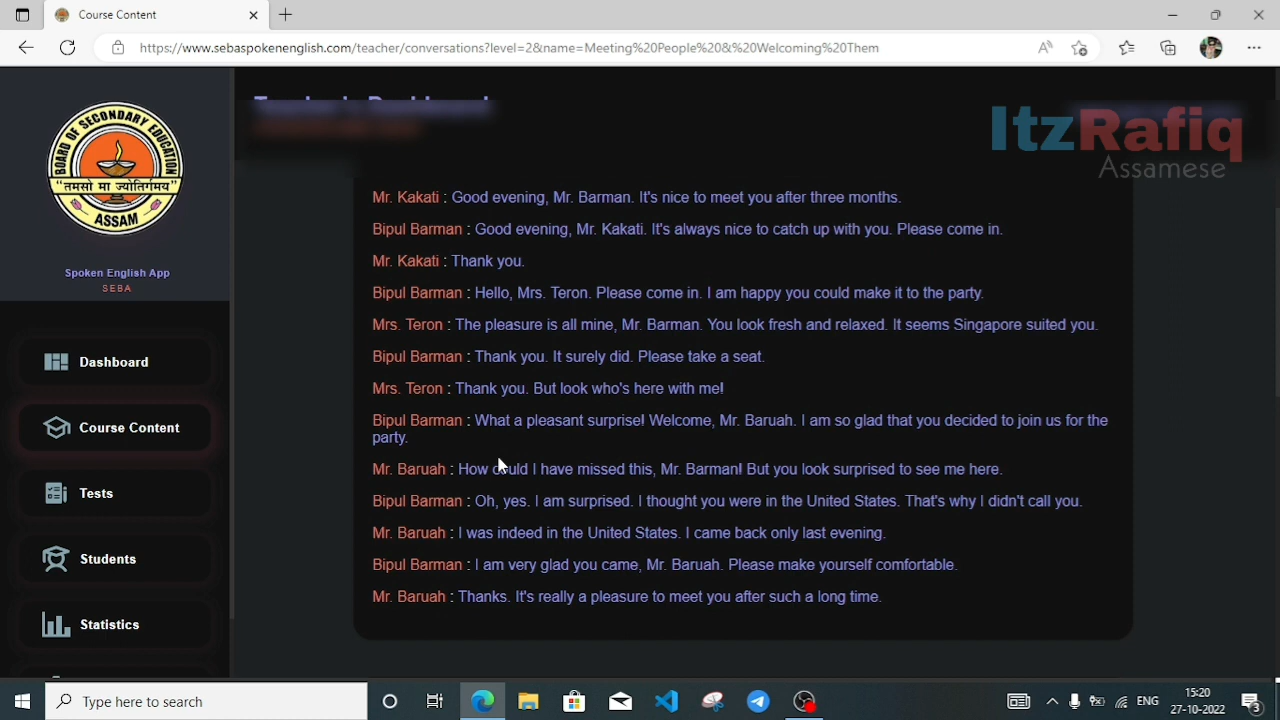 Course Content
https://www.sebaspokenenglish.com/teacher/conversations?level=2&name=Meeting%20People%20&%20Welcoming%20Them
BOARD OF SECONDARY EDUCATION
"तमसो मा ज्योतिर्गमय"
ASSAM
Spoken English App
SEBA
Dashboard
Course Content
Tests
Students
Statistics
ItzRafiq
Assamese
Mr. Kakati : Good evening, Mr. Barman. It's nice to meet you after three months.
Bipul Barman : Good evening, Mr. Kakati. It's always nice to catch up with you. Please come in.
Mr. Kakati : Thank you.
Bipul Barman : Hello, Mrs. Teron. Please come in. I am happy you could make it to the party.
Mrs. Teron : The pleasure is all mine, Mr. Barman. You look fresh and relaxed. It seems Singapore suited you.
Bipul Barman : Thank you. It surely did. Please take a seat.
Mrs. Teron : Thank you. But look who's here with me!
Bipul Barman : What a pleasant surprise! Welcome, Mr. Baruah. I am so glad that you decided to join us for the
party.
Mr. Baruah : How could I have missed this, Mr. Barman! But you look surprised to see me here.
Bipul Barman : Oh, yes. I am surprised. I thought you were in the United States. That's why I didn't call you.
Mr. Baruah : I was indeed in the United States. I came back only last evening.
Bipul Barman : I am very glad you came, Mr. Baruah. Please make yourself comfortable.
Mr. Baruah : Thanks. It's really a pleasure to meet you after such a long time.
Type here to search
ENG
15:20
27-10-2022
3